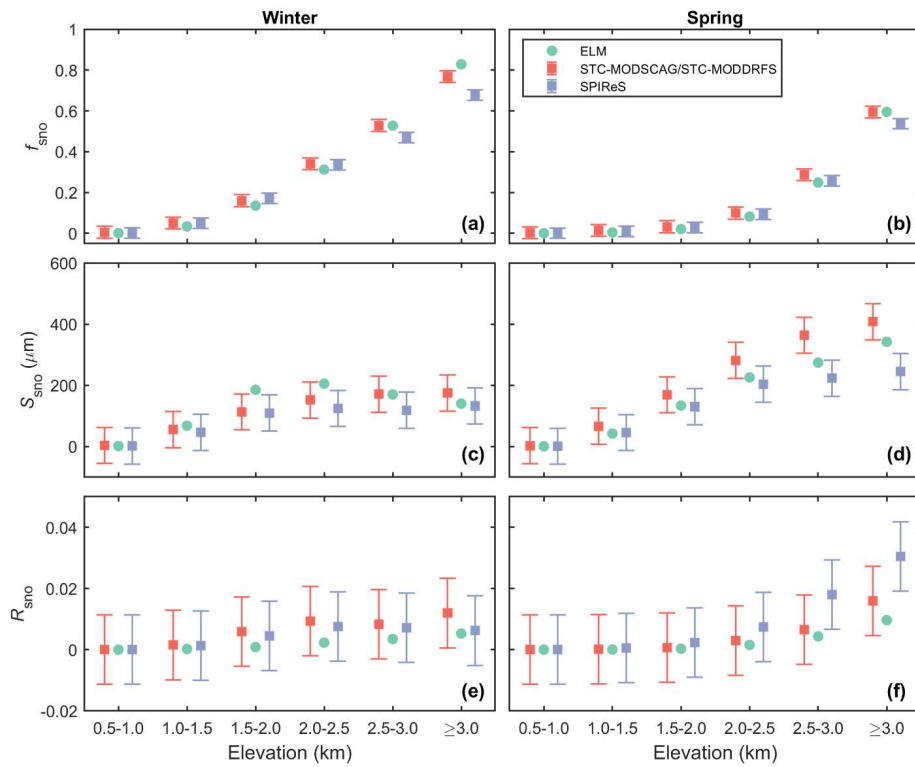 Winter
Spring
1
0.8
0.6
0.4
0.2
0
f_sno
(a)
ELM
STC-MODSCAG/STC-MODDRFS
SPIReS
(b)
600
400
200
0
S_sno (μm)
(c)
(d)
0.04
0.02
0
-0.02
R_sno
(e)
(f)
0.5-1.0 1.0-1.5 1.5-2.0 2.0-2.5 2.5-3.0 ≥3.0
0.5-1.0 1.0-1.5 1.5-2.0 2.0-2.5 2.5-3.0 ≥3.0
Elevation (km)
Elevation (km)